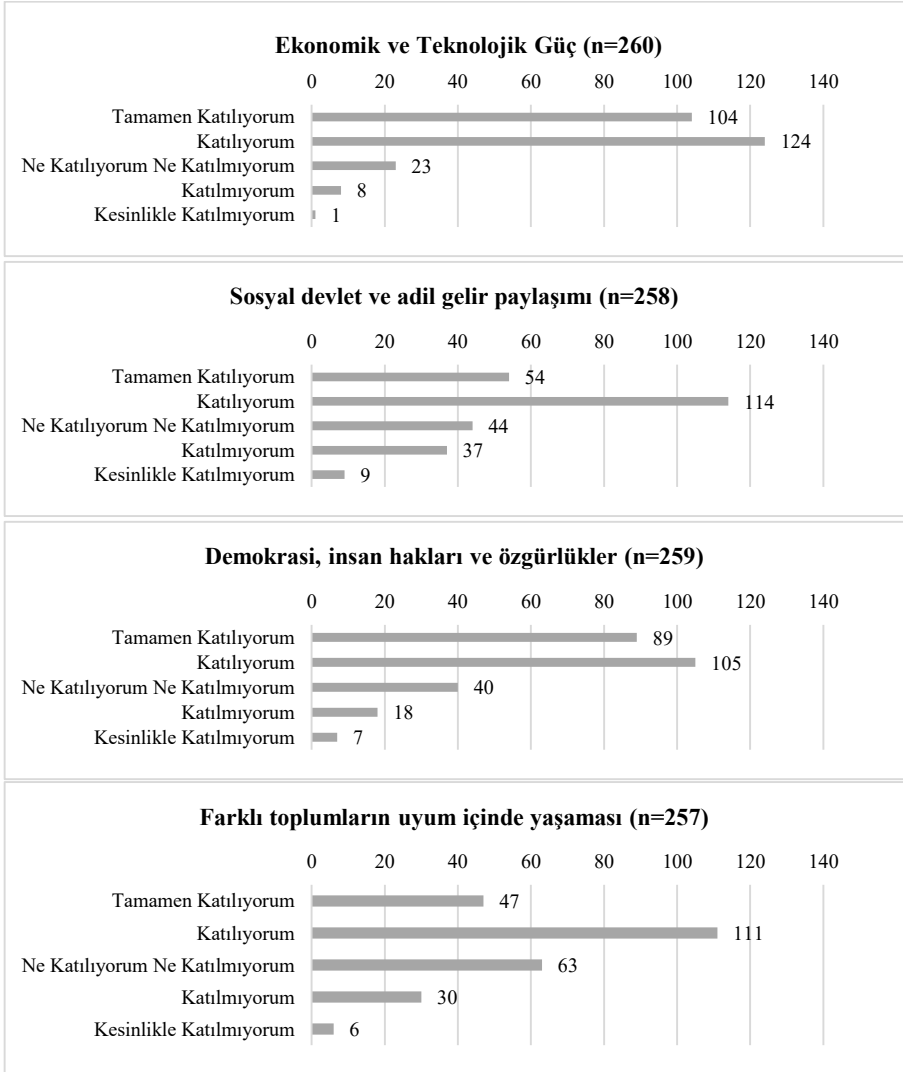 Ekonomik ve Teknolojik Güç (n=260)
0 20 40 60 80 100 120 140
Tamamen Katılıyorum 104
Katılıyorum 124
Ne Katılıyorum Ne Katılmıyorum 23
Katılmıyorum 8
Kesinlikle Katılmıyorum 1
Sosyal devlet ve adil gelir paylaşımı (n=258)
0 20 40 60 80 100 120 140
Tamamen Katılıyorum 54
Katılıyorum 114
Ne Katılıyorum Ne Katılmıyorum 44
Katılmıyorum 37
Kesinlikle Katılmıyorum 9
Demokrasi, insan hakları ve özgürlükler (n=259)
0 20 40 60 80 100 120 140
Tamamen Katılıyorum 89
Katılıyorum 105
Ne Katılıyorum Ne Katılmıyorum 40
Katılmıyorum 18
Kesinlikle Katılmıyorum 7
Farklı toplumların uyum içinde yaşaması (n=257)
0 20 40 60 80 100 120 140
Tamamen Katılıyorum 47
Katılıyorum 111
Ne Katılıyorum Ne Katılmıyorum 63
Katılmıyorum 30
Kesinlikle Katılmıyorum 6